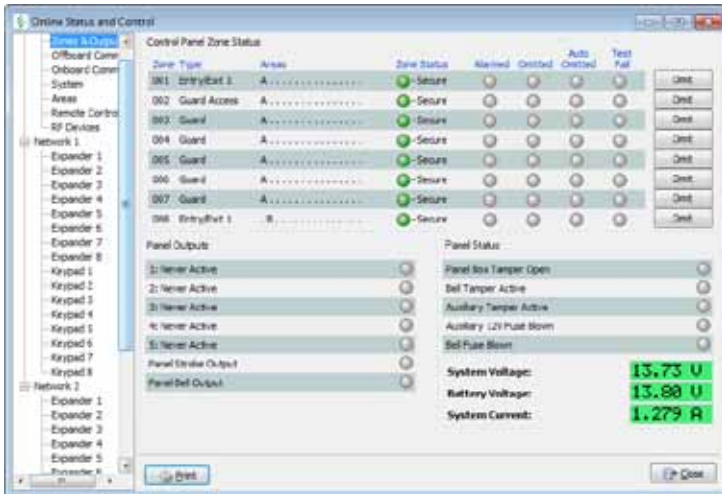 Online Status and Control
Zones & Outpu
Offboard Comm
Onboard Comm
System
Areas
Remote Contro
RF Devices
Network 1
Expander 1
Expander 2
Expander 3
Expander 4
Expander 5
Expander 6
Expander 7
Expander 8
Keypad 1
Keypad 2
Keypad 3
Keypad 4
Keypad 5
Keypad 6
Keypad 7
Keypad 8
Network 2
Expander 1
Expander 2
Expander 3
Expander 4
Expander 5
Expander 6
Control Panel Zone Status
Zone Type Areas Zone Status Alarmed Omitted Auto Omitted Test Fail
001 Entry/Exit 1 A............... Secure Omit
002 Guard Access A............... Secure Omit
003 Guard A............... Secure Omit
004 Guard A............... Secure Omit
005 Guard A............... Secure Omit
006 Guard A............... Secure Omit
007 Guard A............... Secure Omit
008 Entry/Exit 1 .B.............. Secure Omit
Panel Outputs
1: Never Active
2: Never Active
3: Never Active
4: Never Active
5: Never Active
Panel Strobe Output
Panel Bell Output
Panel Status
Panel Box Tamper Open
Bell Tamper Active
Auxiliary Tamper Active
Auxiliary 12V Fuse Blown
Bell Fuse Blown
System Voltage: 13.73 V
Battery Voltage: 13.80 V
System Current: 1.279 A
Print
Close